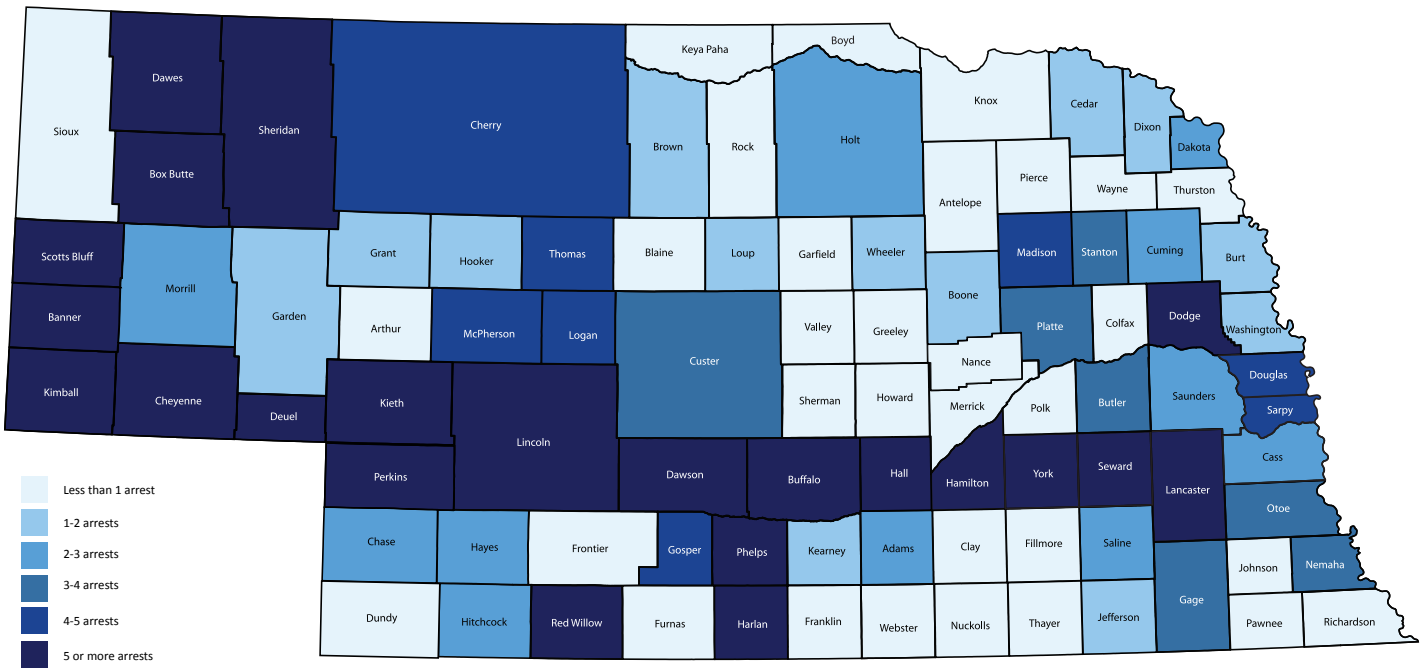 Keya Paha
Boyd
Sioux
Dawes
Sheridan
Cherry
Box Butte
Brown
Rock
Holt
Knox
Cedar
Dixon
Dakota
Antelope
Pierce
Wayne
Thurston
Scotts Bluff
Morrill
Garden
Grant
Hooker
Thomas
Blaine
Loup
Garfield
Wheeler
Boone
Madison
Stanton
Cuming
Burt
Banner
Arthur
McPherson
Logan
Custer
Valley
Greeley
Nance
Platte
Colfax
Dodge
Washington
Kimball
Cheyenne
Deuel
Kieth
Lincoln
Sherman
Howard
Merrick
Polk
Butler
Saunders
Douglas
Sarpy
Perkins
Dawson
Buffalo
Hall
Hamilton
York
Seward
Lancaster
Cass
Otoe
Chase
Hayes
Frontier
Gosper
Phelps
Kearney
Adams
Clay
Fillmore
Saline
Gage
Johnson
Nemaha
Dundy
Hitchcock
Red Willow
Furnas
Harlan
Franklin
Webster
Nuckolls
Thayer
Jefferson
Pawnee
Richardson
Less than 1 arrest
1-2 arrests
2-3 arrests
3-4 arrests
4-5 arrests
5 or more arrests